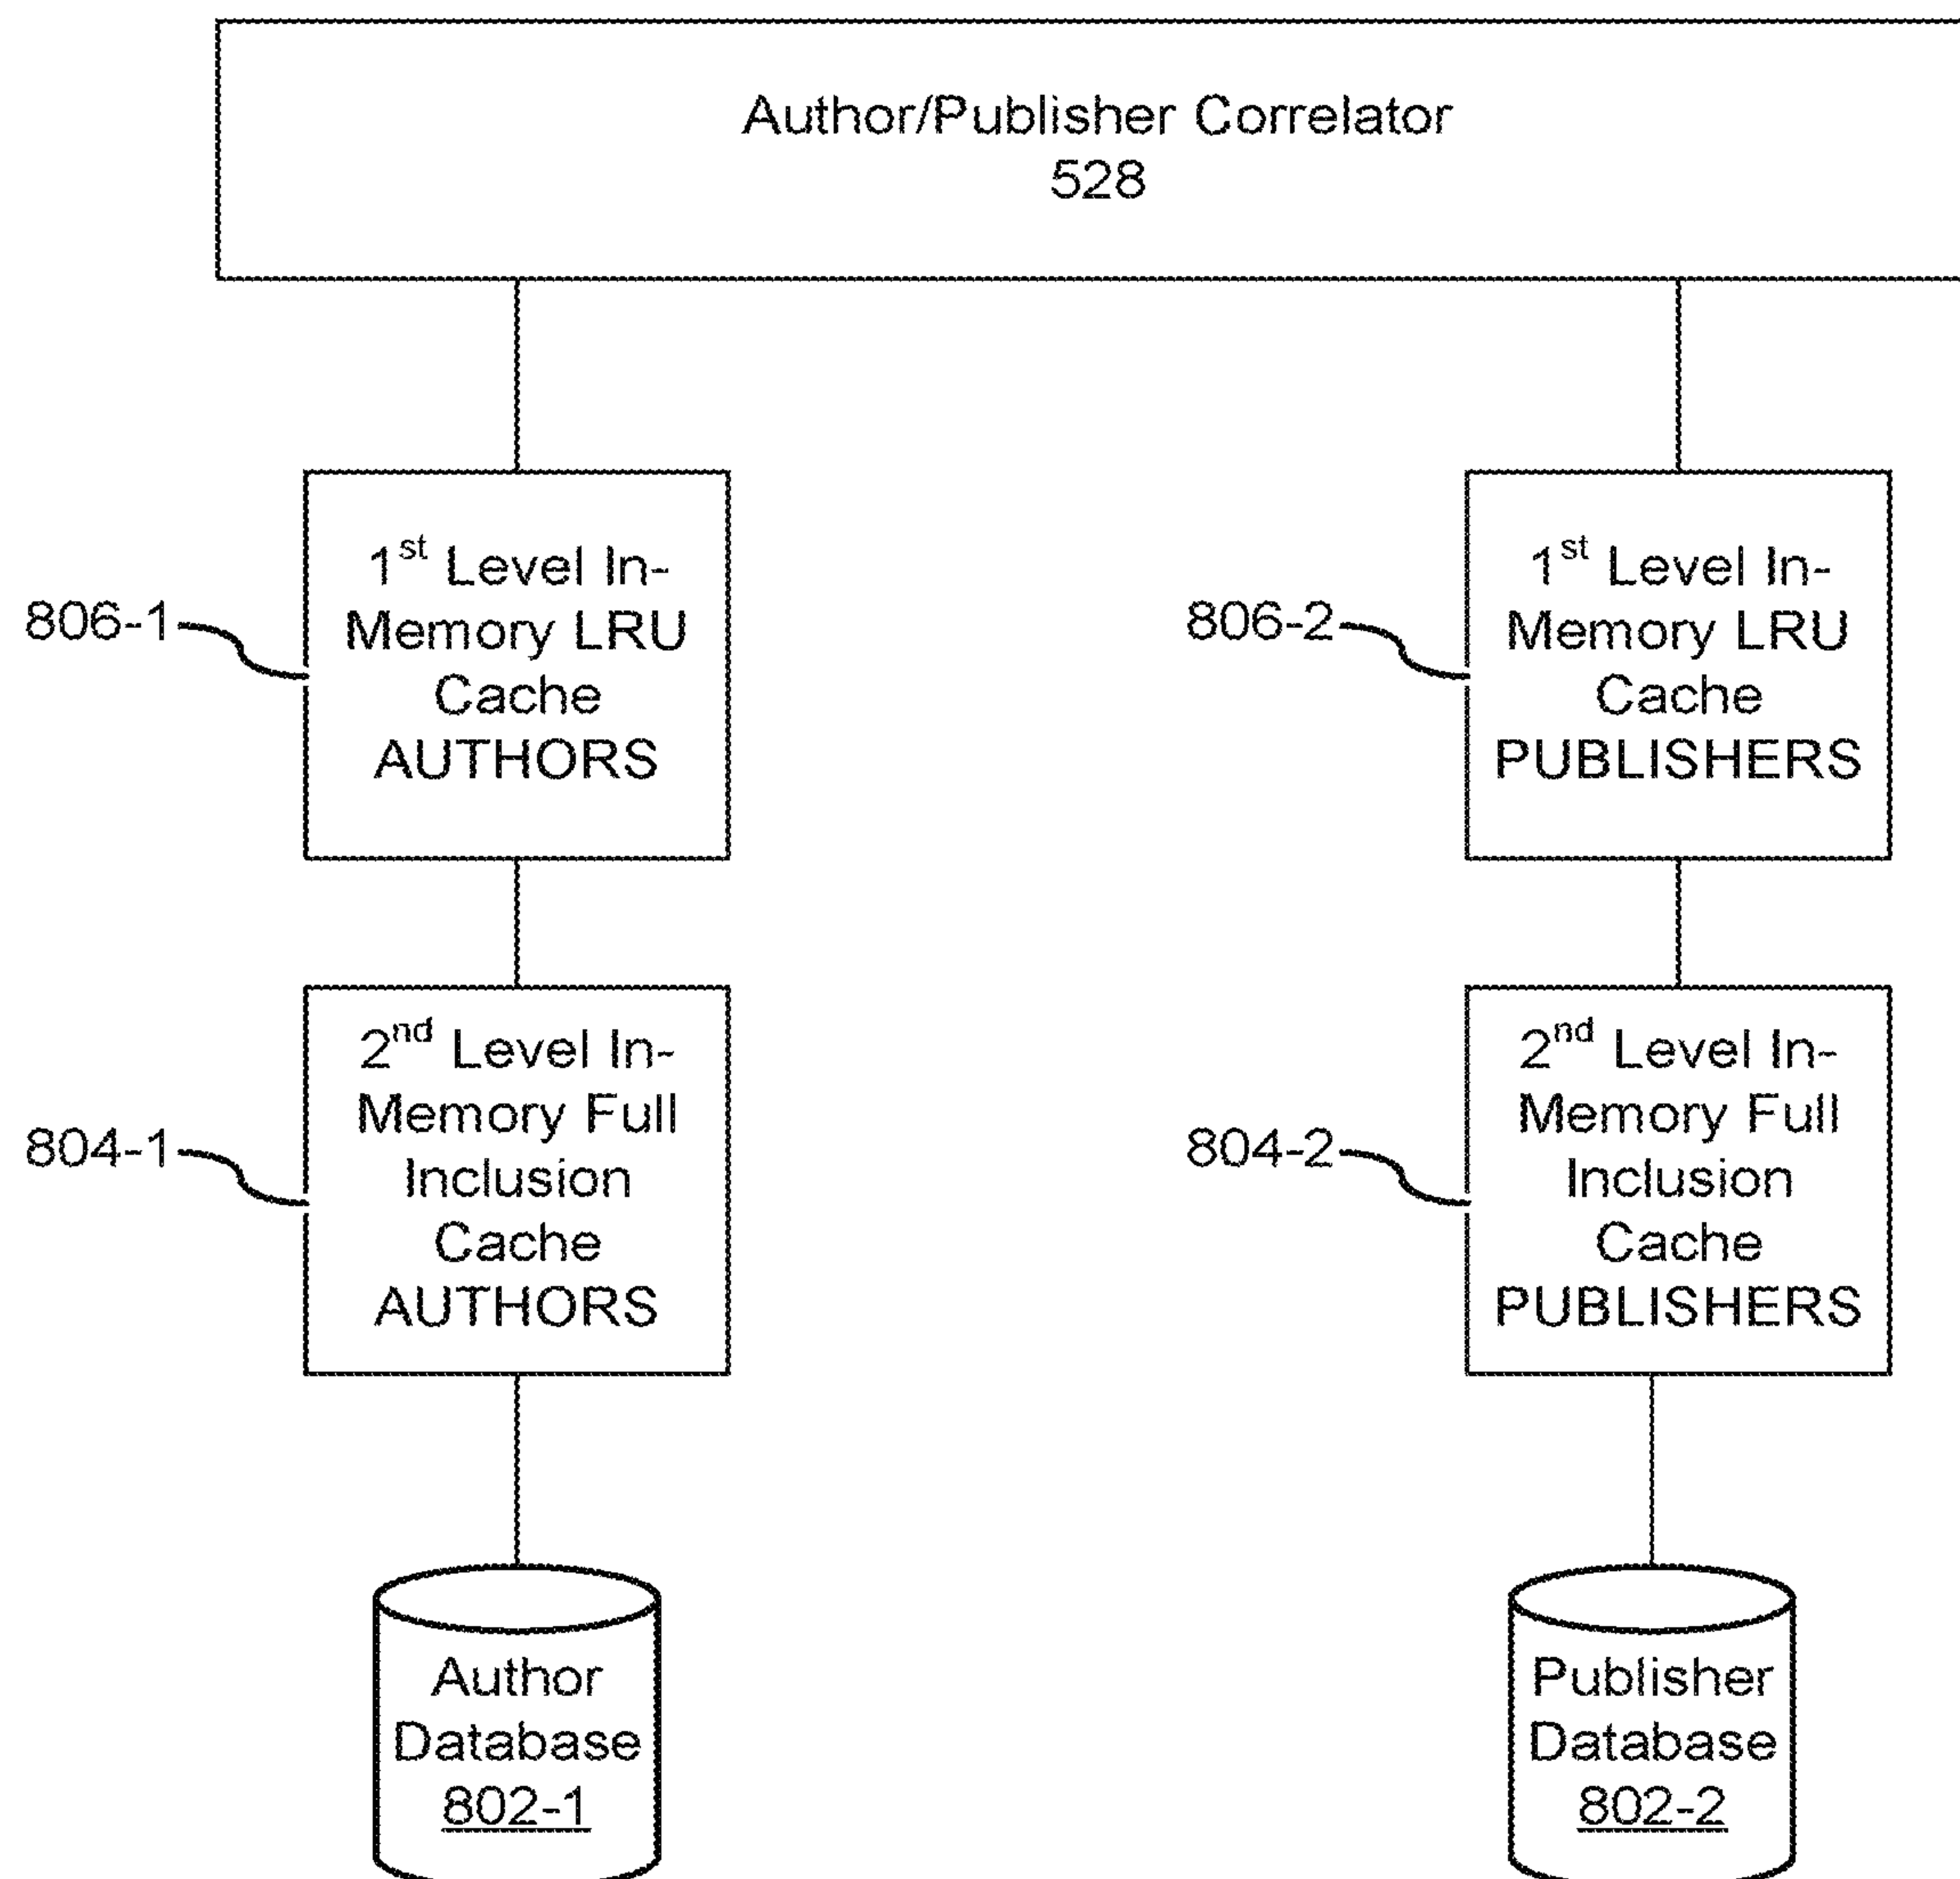 Author/Publisher Correlator
528
806-1
1st Level In-
Memory LRU
Cache
AUTHORS
806-2
1st Level In-
Memory LRU
Cache
PUBLISHERS
804-1
2nd Level In-
Memory Full
Inclusion
Cache
AUTHORS
804-2
2nd Level In-
Memory Full
Inclusion
Cache
PUBLISHERS
Author
Database
802-1
Publisher
Database
802-2